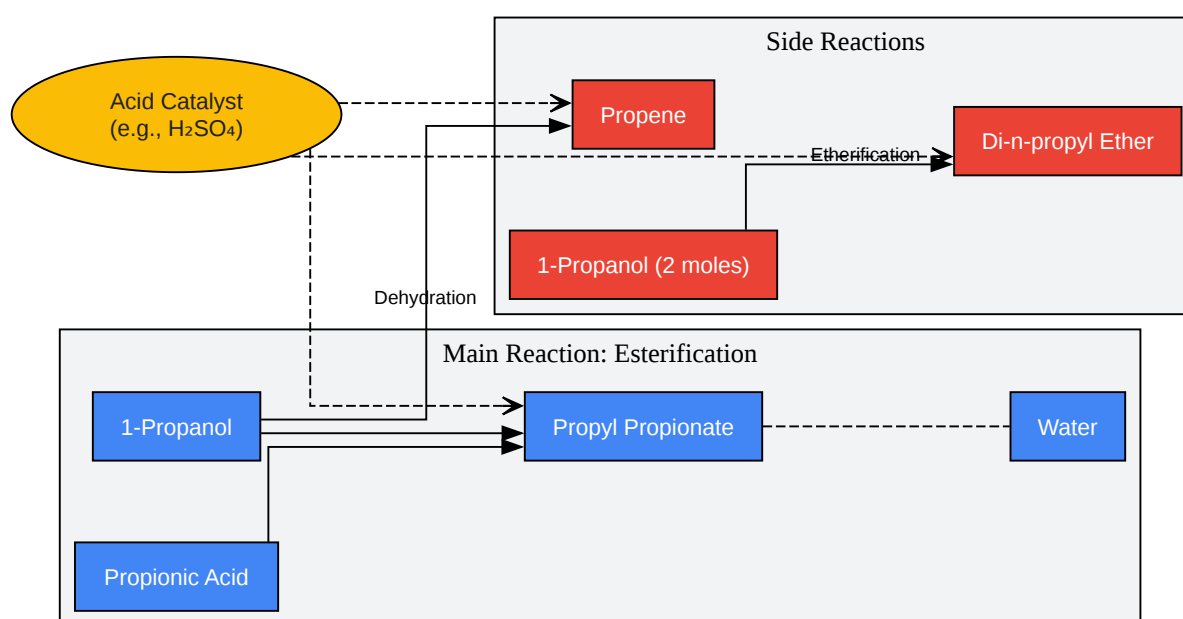 Side Reactions
Acid Catalyst
(e.g., H₂SO₄)
Propene
Di-n-propyl Ether
Etherification
1-Propanol (2 moles)
Dehydration
Main Reaction: Esterification
1-Propanol
Propyl Propionate
Water
Propionic Acid